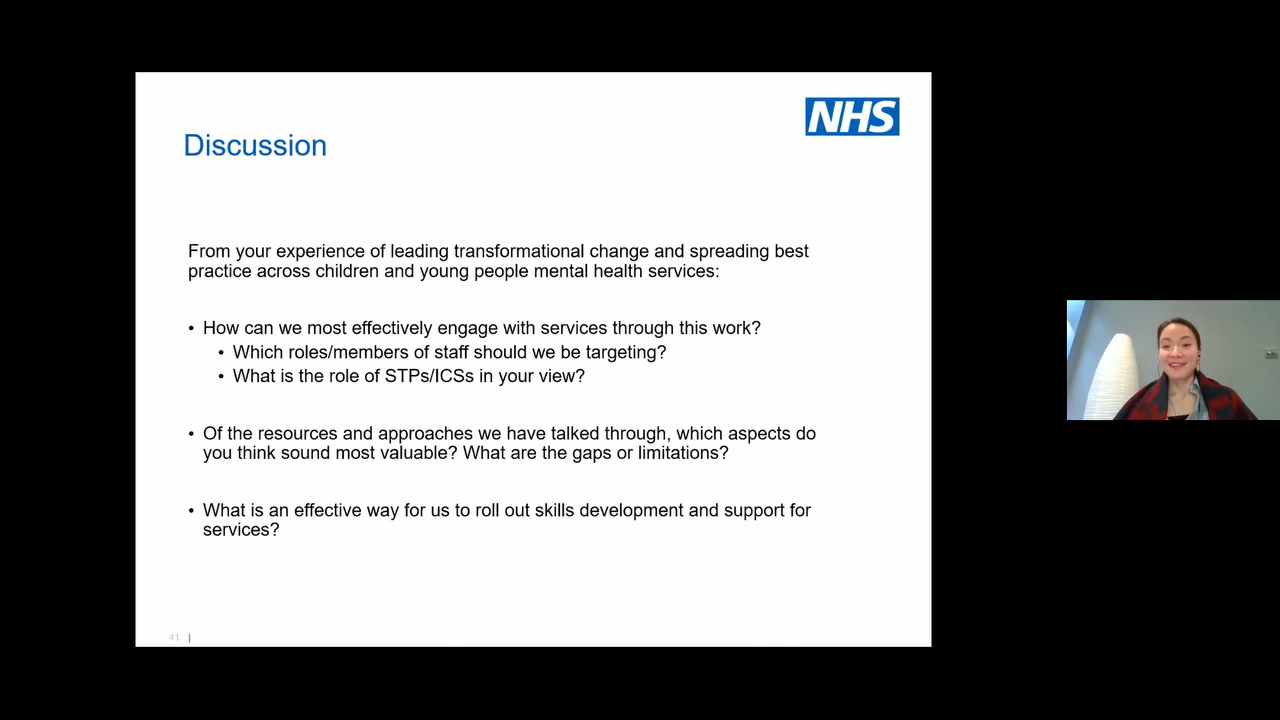 NHS
Discussion
From your experience of leading transformational change and spreading best
practice across children and young people mental health services:
• How can we most effectively engage with services through this work?
• Which roles/members of staff should we be targeting?
• What is the role of STPs/ICSs in your view?
• Of the resources and approaches we have talked through, which aspects do
you think sound most valuable? What are the gaps or limitations?
• What is an effective way for us to roll out skills development and support for
services?
41 |